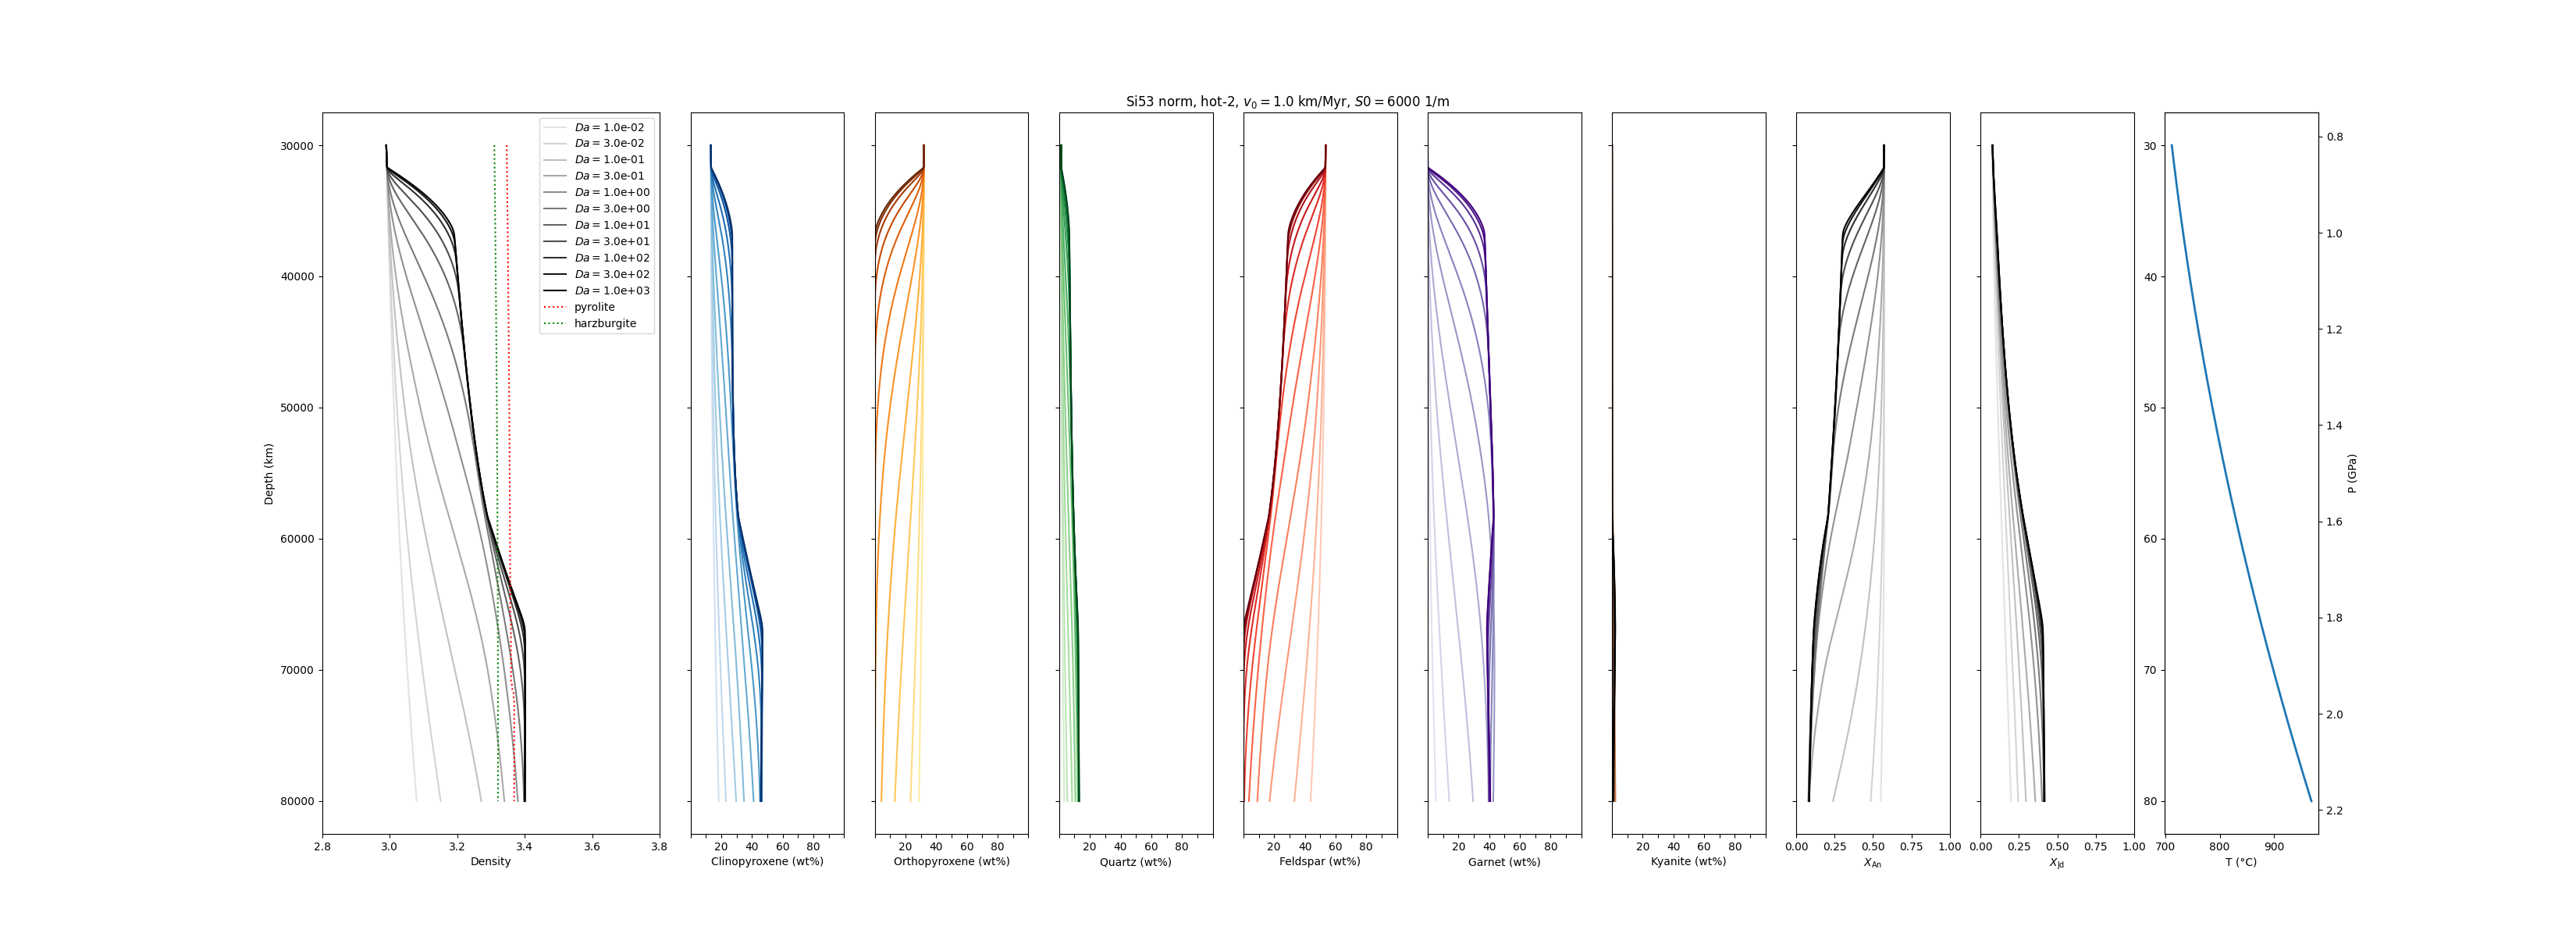 Si53 norm, hot-2, v₀ = 1.0 km/Myr, S0 = 6000 1/m
Da = 1.0e-02
Da = 3.0e-02
Da = 1.0e-01
Da = 3.0e-01
Da = 1.0e+00
Da = 3.0e+00
Da = 1.0e+01
Da = 3.0e+01
Da = 1.0e+02
Da = 3.0e+02
Da = 1.0e+03
pyrolite
harzburgite
Depth (km)
30000
40000
50000
60000
70000
80000
2.8 3.0 3.2 3.4 3.6 3.8
Density
20 40 60 80
Clinopyroxene (wt%)
20 40 60 80
Orthopyroxene (wt%)
20 40 60 80
Quartz (wt%)
20 40 60 80
Feldspar (wt%)
20 40 60 80
Garnet (wt%)
20 40 60 80
Kyanite (wt%)
0.00 0.25 0.50 0.75 1.00
X_An
0.00 0.25 0.50 0.75 1.00
X_Jd
30
40
50
60
70
80
700 800 900
T (°C)
0.8
1.0
1.2
1.4
1.6
1.8
2.0
2.2
P (GPa)